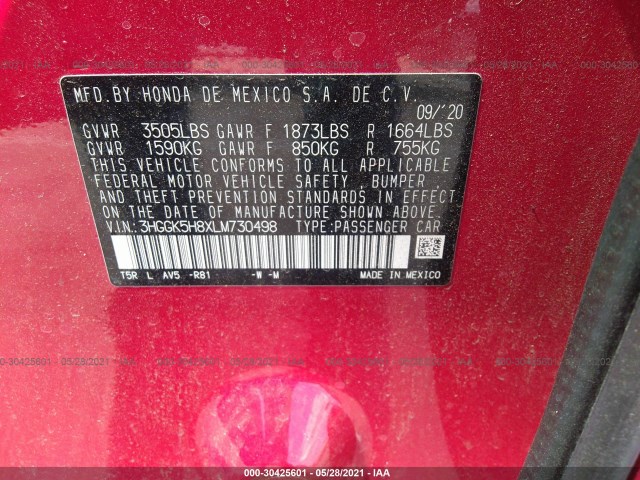 MFD.BY HONDA DE MEXICO S.A. DE C.V.
09/'20
GVWR 3505LBS GAWR F 1873LBS R 1664LBS
GVWR 1590KG GAWR F 850KG R 755KG
THIS VEHICLE CONFORMS TO ALL APPLICABLE
FEDERAL MOTOR VEHICLE SAFETY, BUMPER,
AND THEFT PREVENTION STANDARDS IN EFFECT
ON THE DATE OF MANUFACTURE SHOWN ABOVE.
V.I.N: 3HGGK5H8XLM730498 TYPE:PASSENGER CAR
T5R L AV5 -R81 -W -M MADE IN MEXICO
000-30425601 - 05/28/2021 - IAA